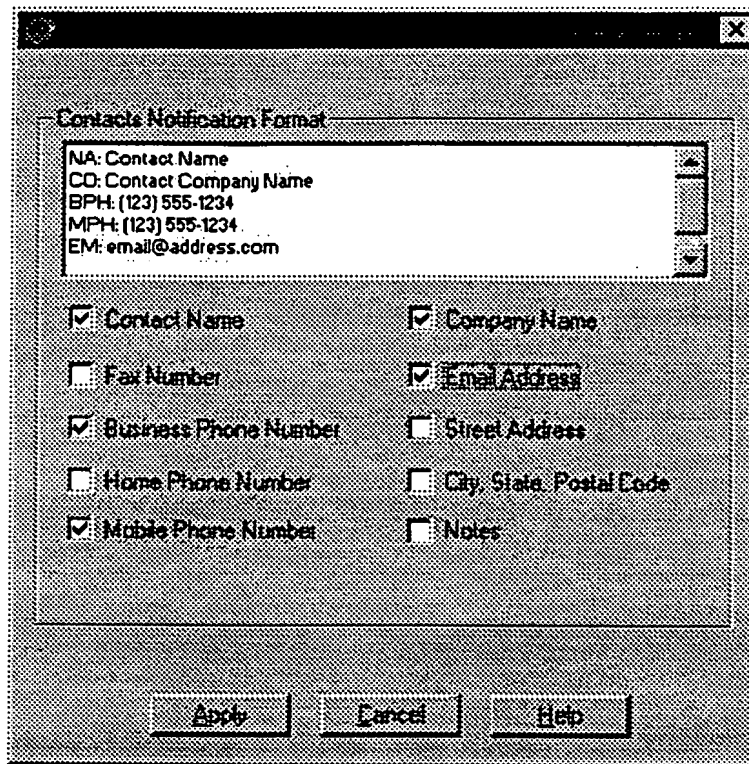 Contacts Notification Format
NA: Contact Name
CO: Contact Company Name
BPH: (123) 555-1234
MPH: (123) 555-1234
EM: email@address.com
Contact Name
Company Name
Fax Number
Email Address
Business Phone Number
Street Address
Home Phone Number
City, State, Postal Code
Mobile Phone Number
Notes
Apply
Cancel
Help